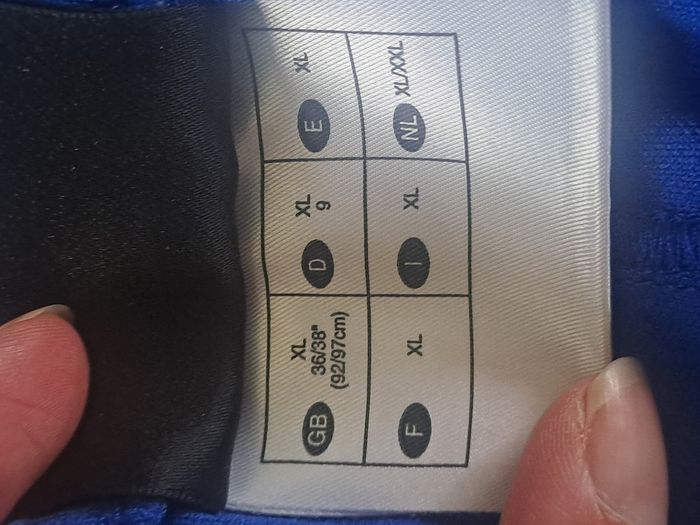 GB
XL
36/38"
(92/97cm)
D
XL
9
E
XL
F
XL
I
XL
NL
XL/XXL